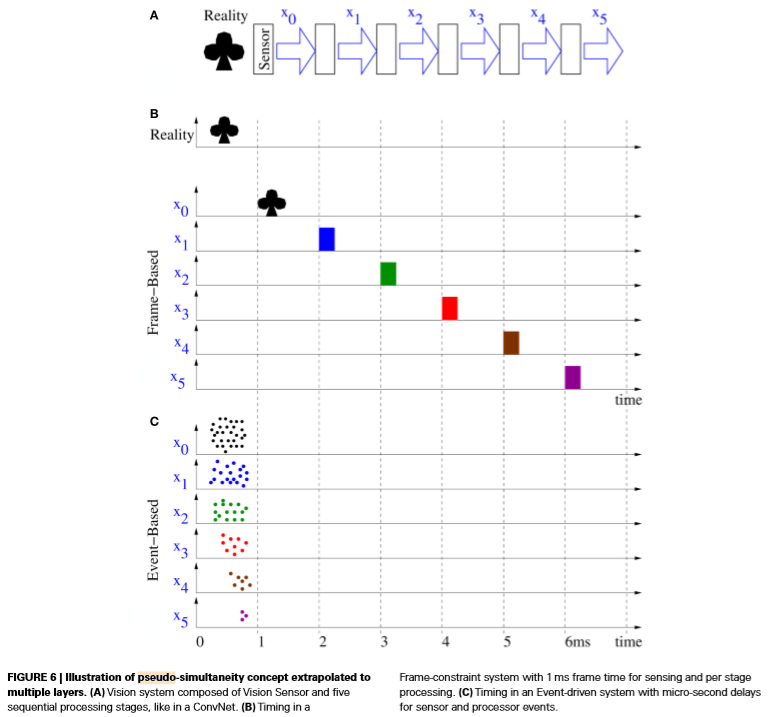 A
Reality
Sensor
x0
x1
x2
x3
x4
x5
B
Reality
Frame-Based
x0
x1
x2
x3
x4
x5
time
C
Event-Based
x0
x1
x2
x3
x4
x5
0 1 2 3 4 5 6ms time
FIGURE 6 | Illustration of pseudo-simultaneity concept extrapolated to
multiple layers. (A) Vision system composed of Vision Sensor and five
sequential processing stages, like in a ConvNet. (B) Timing in a
Frame-constraint system with 1 ms frame time for sensing and per stage
processing. (C) Timing in an Event-driven system with micro-second delays
for sensor and processor events.